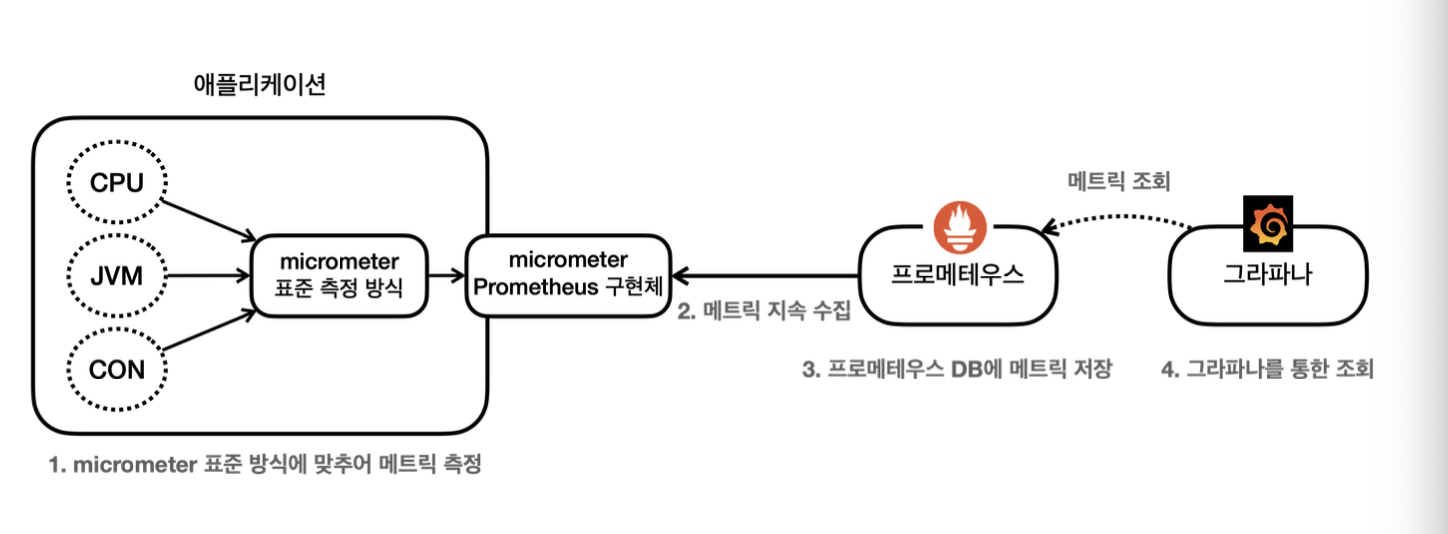 애플리케이션
CPU
JVM
CON
micrometer
표준 측정 방식
micrometer
Prometheus 구현체
2. 메트릭 지속 수집
프로메테우스
메트릭 조회
그라파나
3. 프로메테우스 DB에 메트릭 저장
4. 그라파나를 통한 조회
1. micrometer 표준 방식에 맞추어 메트릭 측정